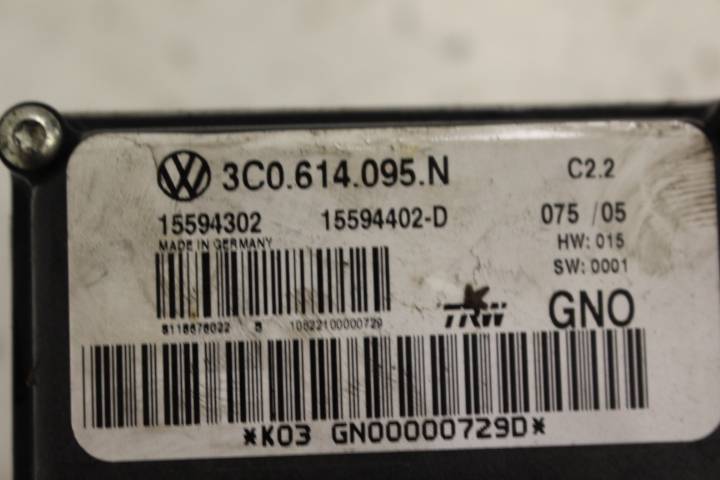 3C0.614.095.N C2.2
15594302 15594402-D 075 / 05
MADE IN GERMANY HW: 015
SW: 0001
TRW GNO
10622100000729
*K03 GN00000729D*